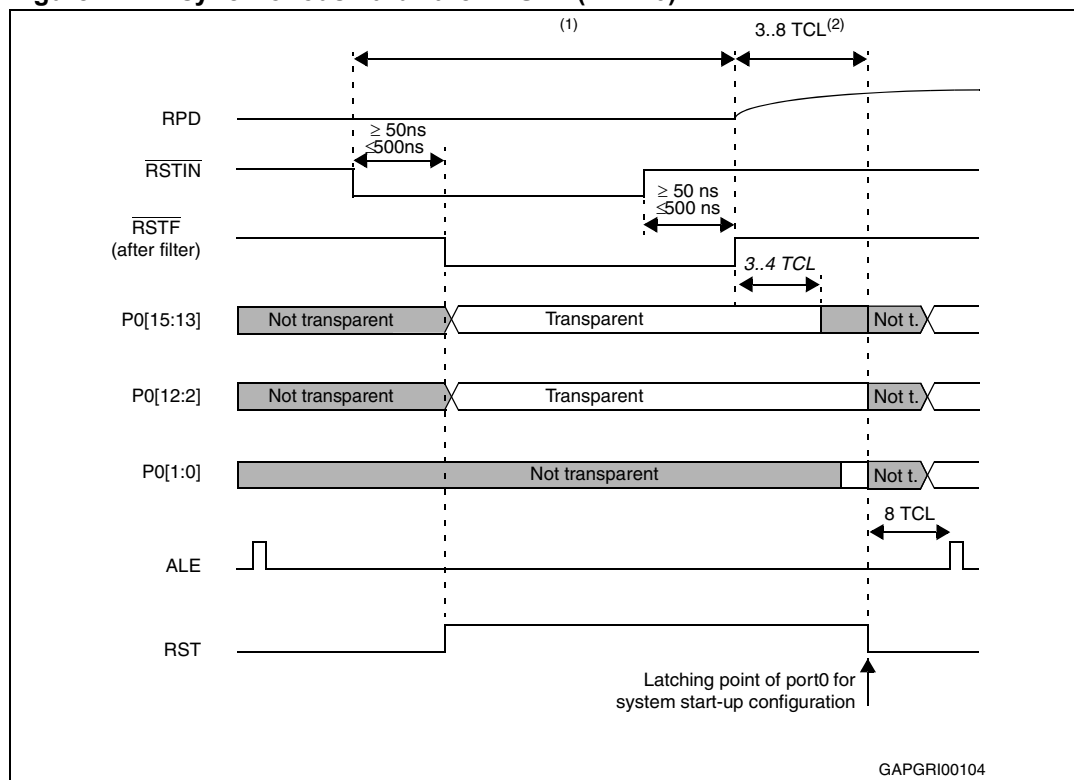 (1)
3..8 TCL(2)
RPD
≥ 50ns
≤500ns
RSTIN
≥ 50 ns
≤500 ns
RSTF
(after filter)
3..4 TCL
P0[15:13]
Not transparent
Transparent
Not t.
P0[12:2]
Not transparent
Transparent
Not t.
P0[1:0]
Not transparent
Not t.
8 TCL
ALE
RST
Latching point of port0 for
system start-up configuration
GAPGRI00104